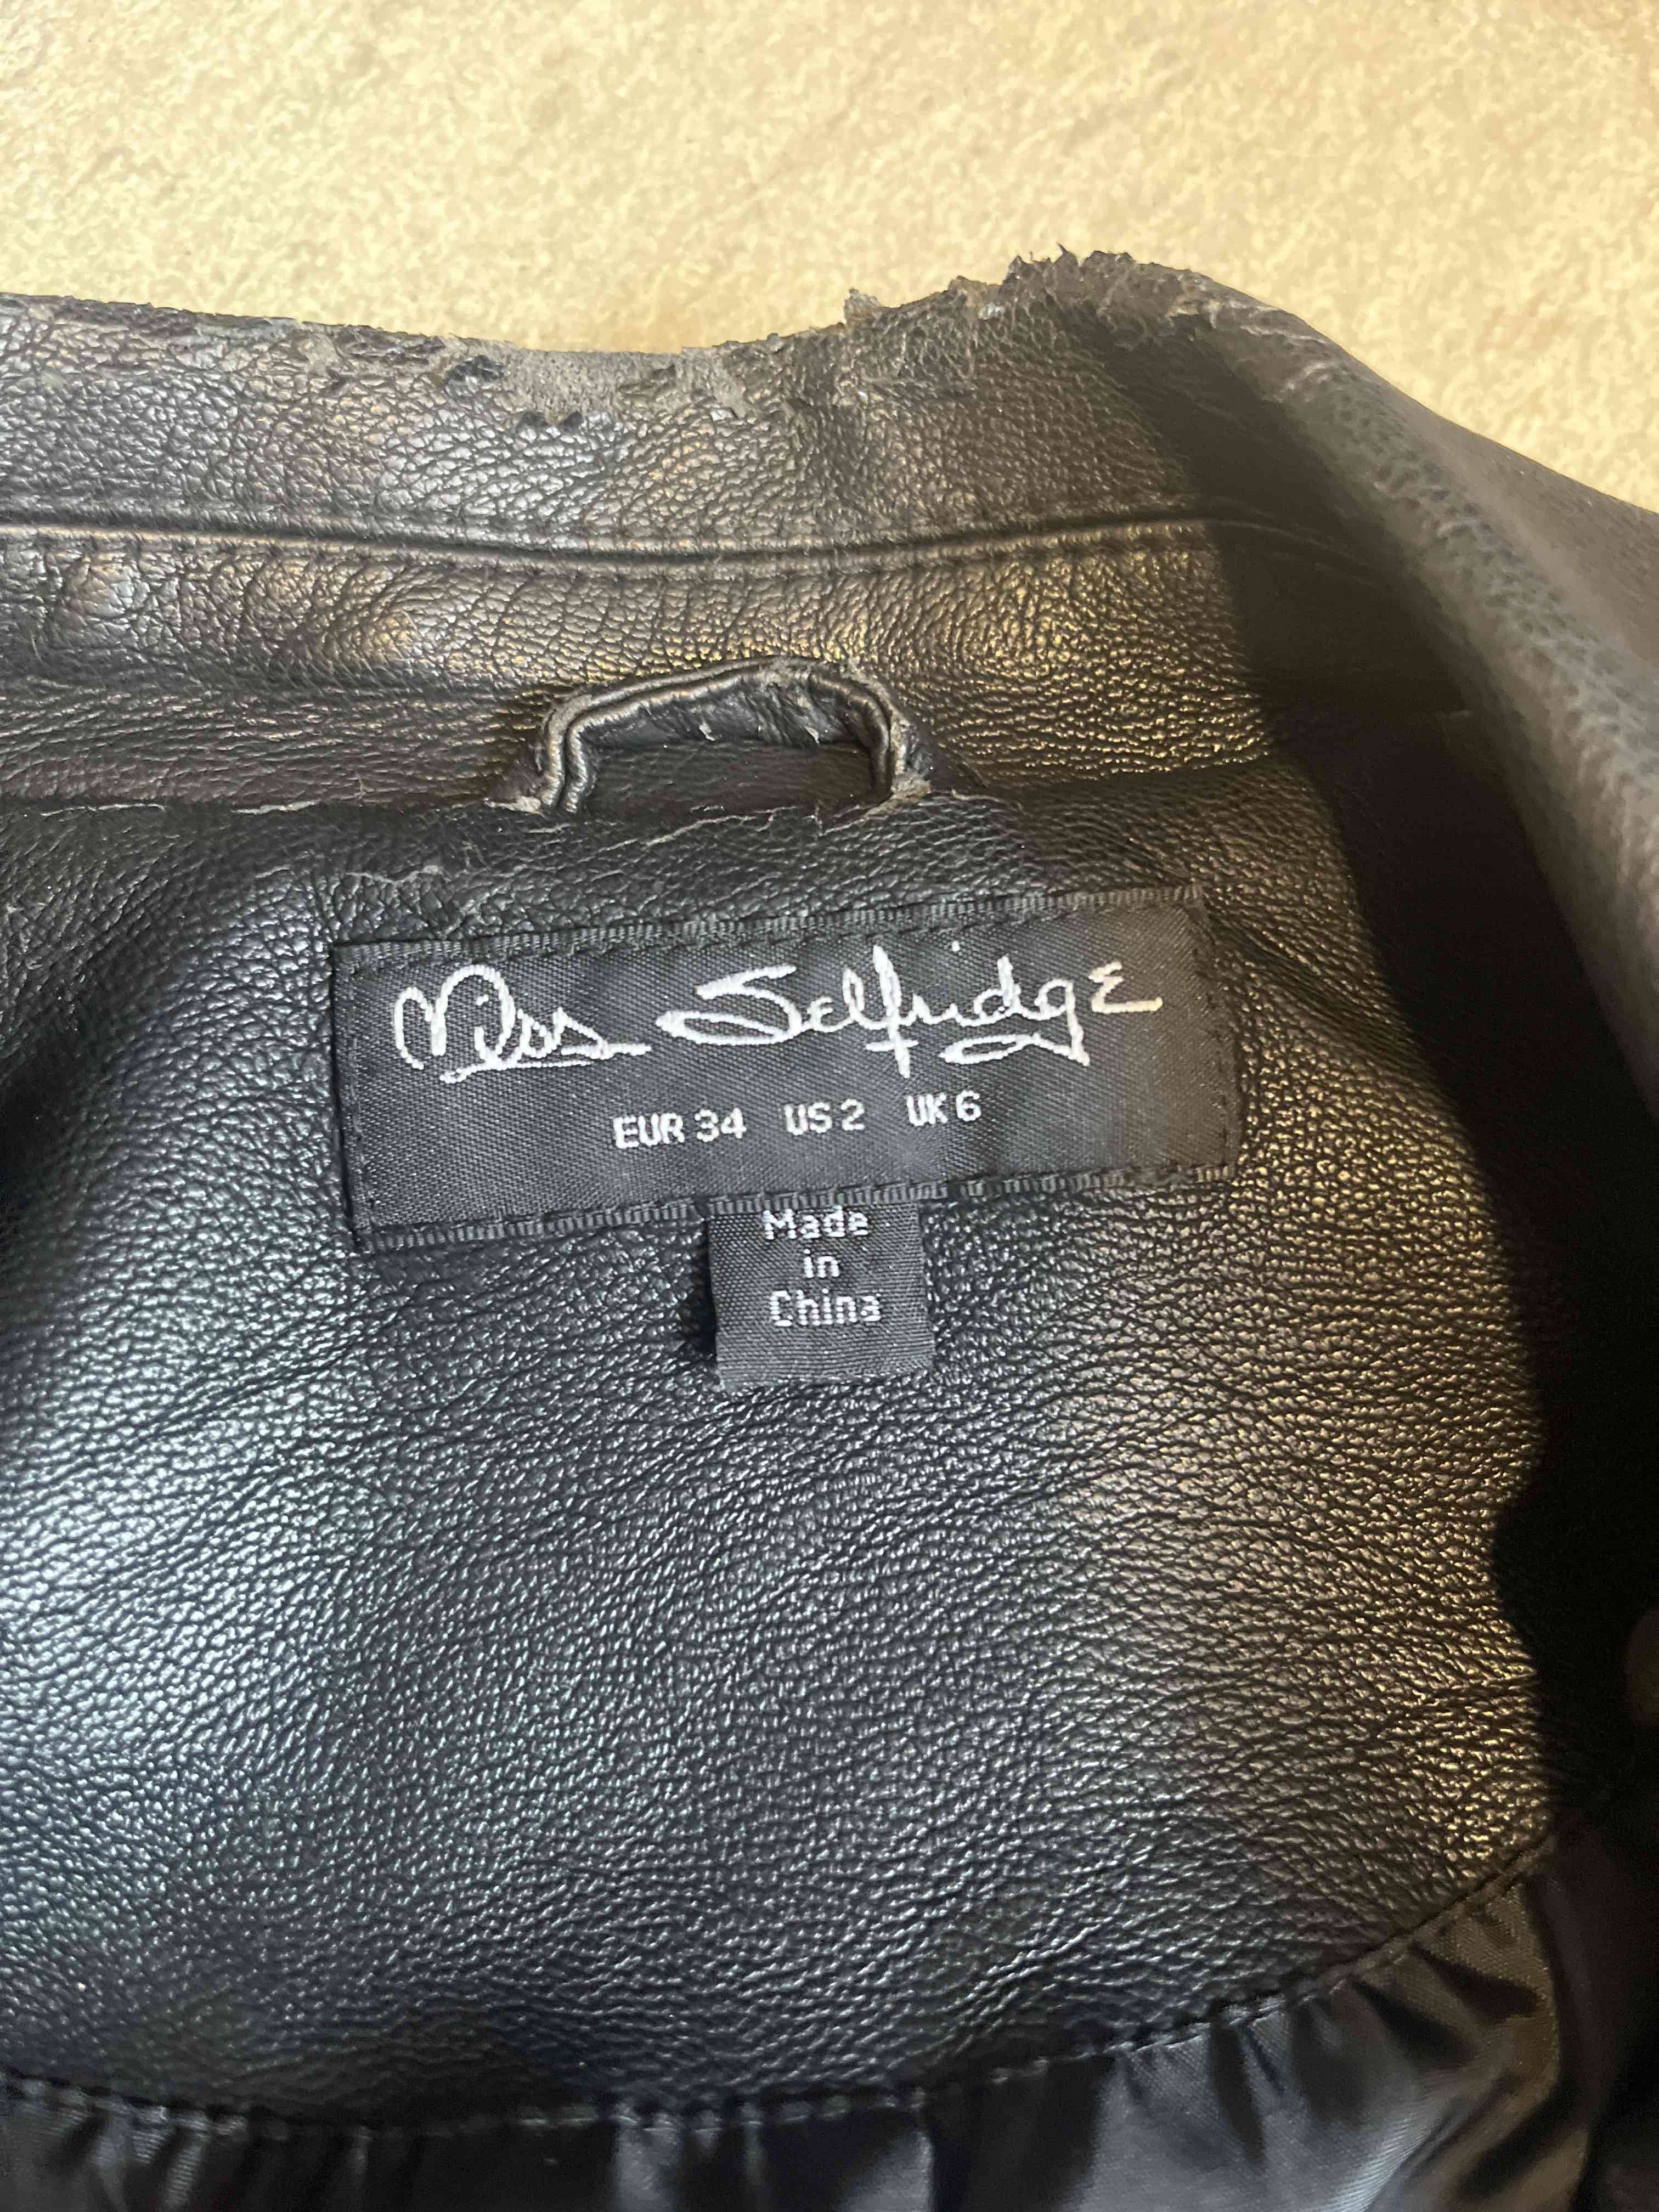 Miss Selfridge
EUR 34 US 2 UK 6
Made
in
China